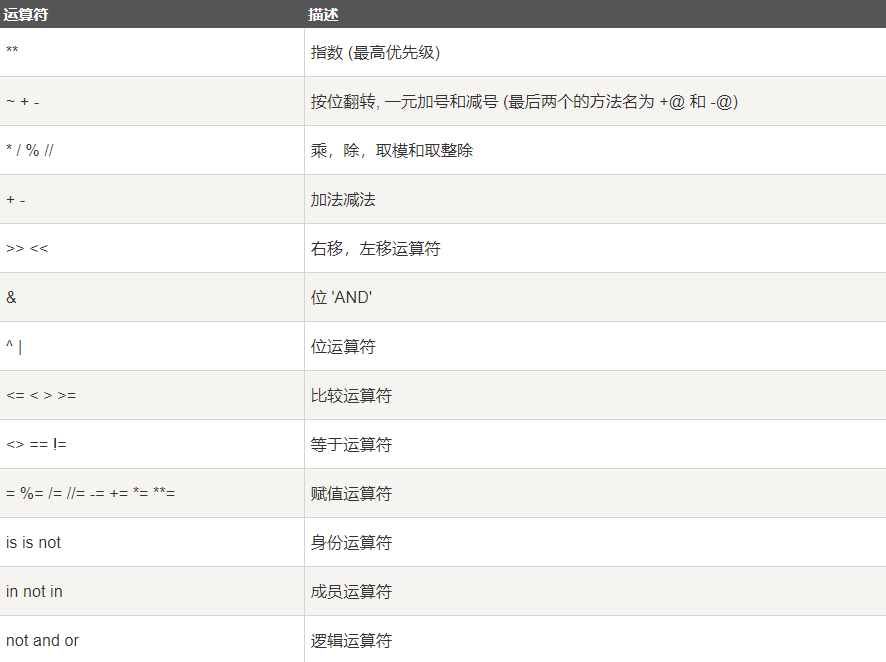 运算符 描述
** 指数 (最高优先级)
~ + - 按位翻转, 一元加号和减号 (最后两个的方法名为 +@ 和 -@)
* / % // 乘，除，取模和取整除
+ - 加法减法
>> << 右移，左移运算符
& 位 'AND'
^ | 位运算符
<= < > >= 比较运算符
<> == != 等于运算符
= %= /= //= -= += *= **= 赋值运算符
is is not 身份运算符
in not in 成员运算符
not and or 逻辑运算符